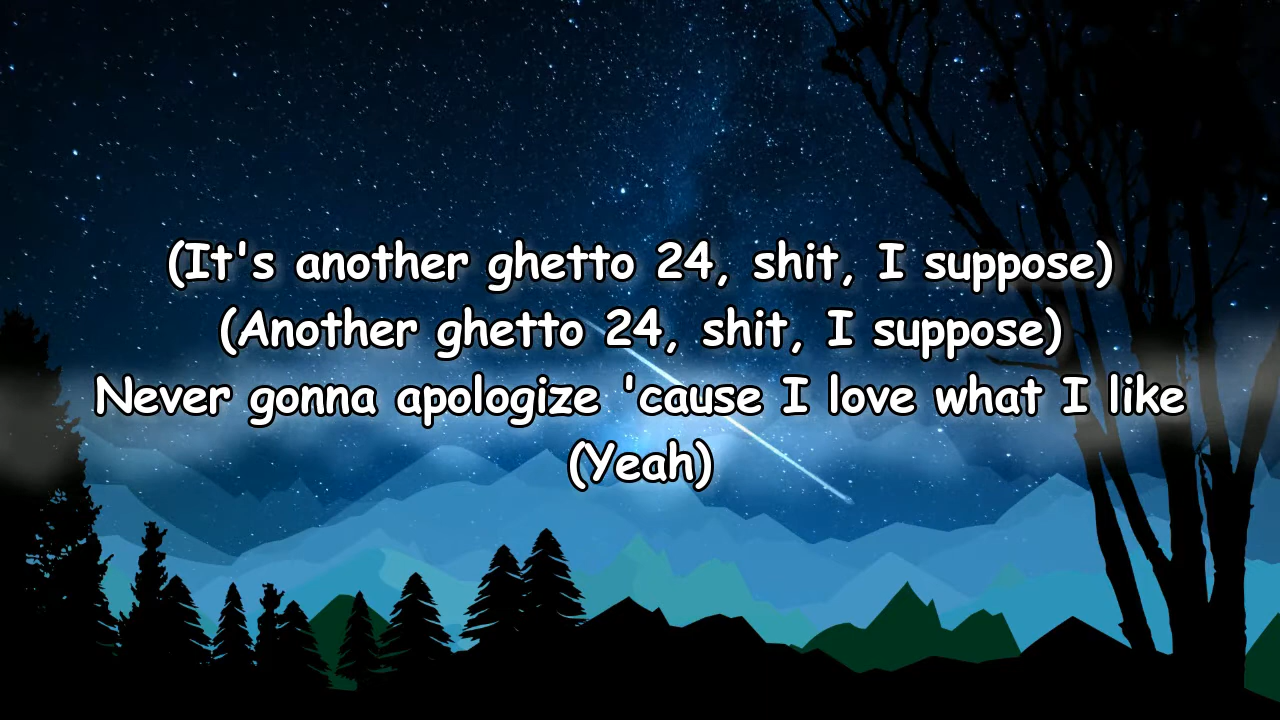 (It's another ghetto 24, shit, I suppose)
(Another ghetto 24, shit, I suppose)
Never gonna apologize 'cause I love what I like
(Yeah)